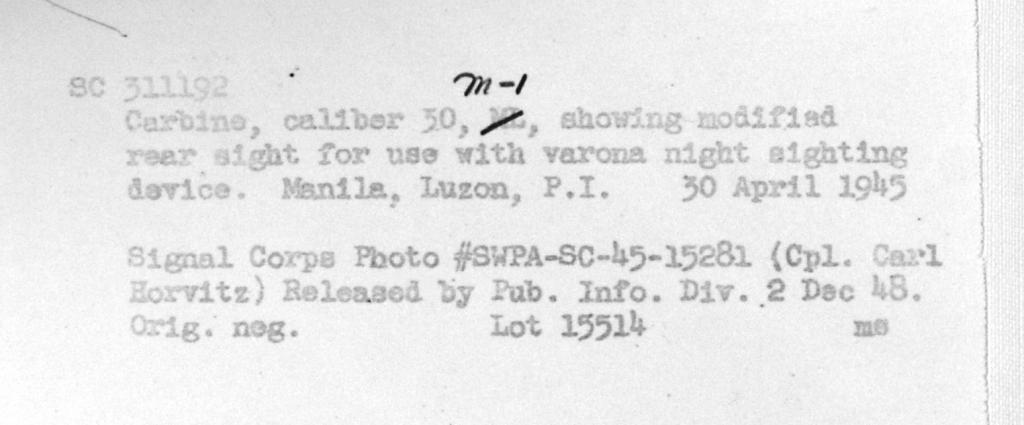 SC 311192
M-1
Carbine, caliber 30, , showing modified
rear sight for use with varona night sighting
device. Manila, Luzon, P.I. 30 April 1945
Signal Corps Photo #SWPA-SC-45-15281 (Cpl. Carl
Horvitz) Released by Pub. Info. Div. 2 Dec 48.
Orig. neg. Lot 15514 ms